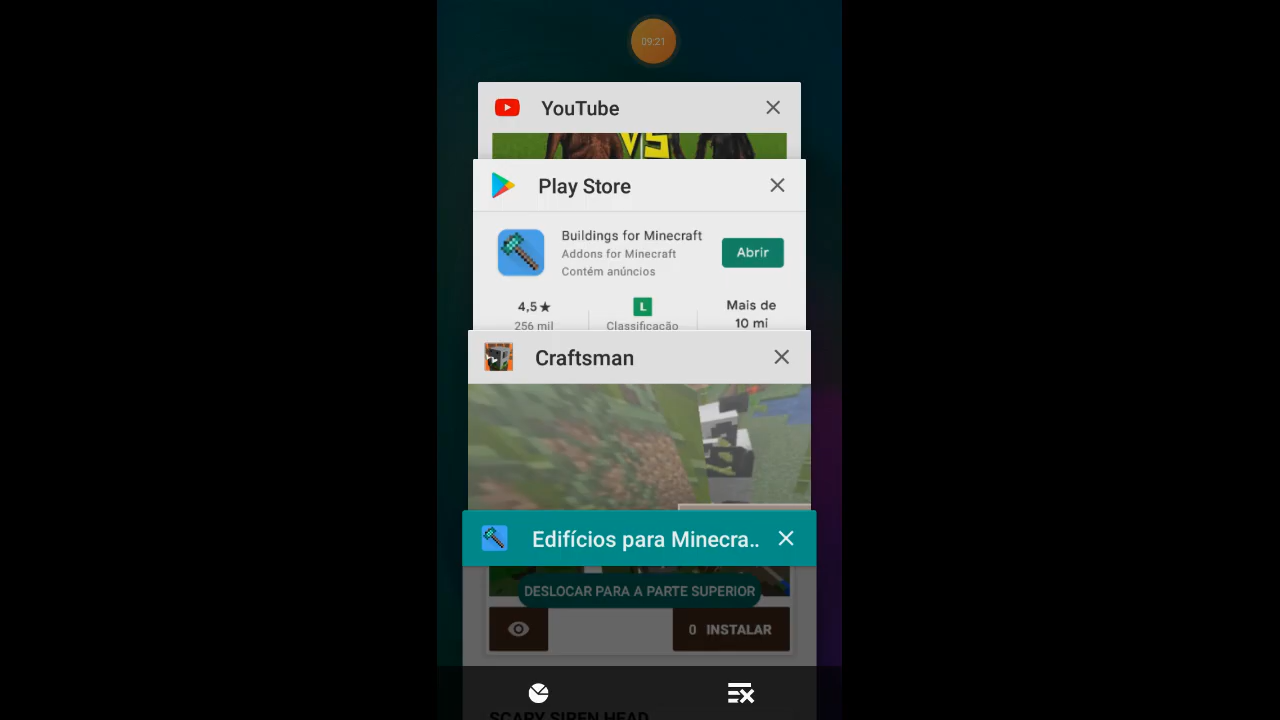 09:21
YouTube
VS
Play Store
Buildings for Minecraft
Addons for Minecraft
Contém anúncios
Abrir
4,5★
256 mil
L
Classificação
Mais de
10 mi
Craftsman
Edifícios para Minecra..
DESLOCAR PARA A PARTE SUPERIOR
0 INSTALAR
SCARY SIREN HEAD